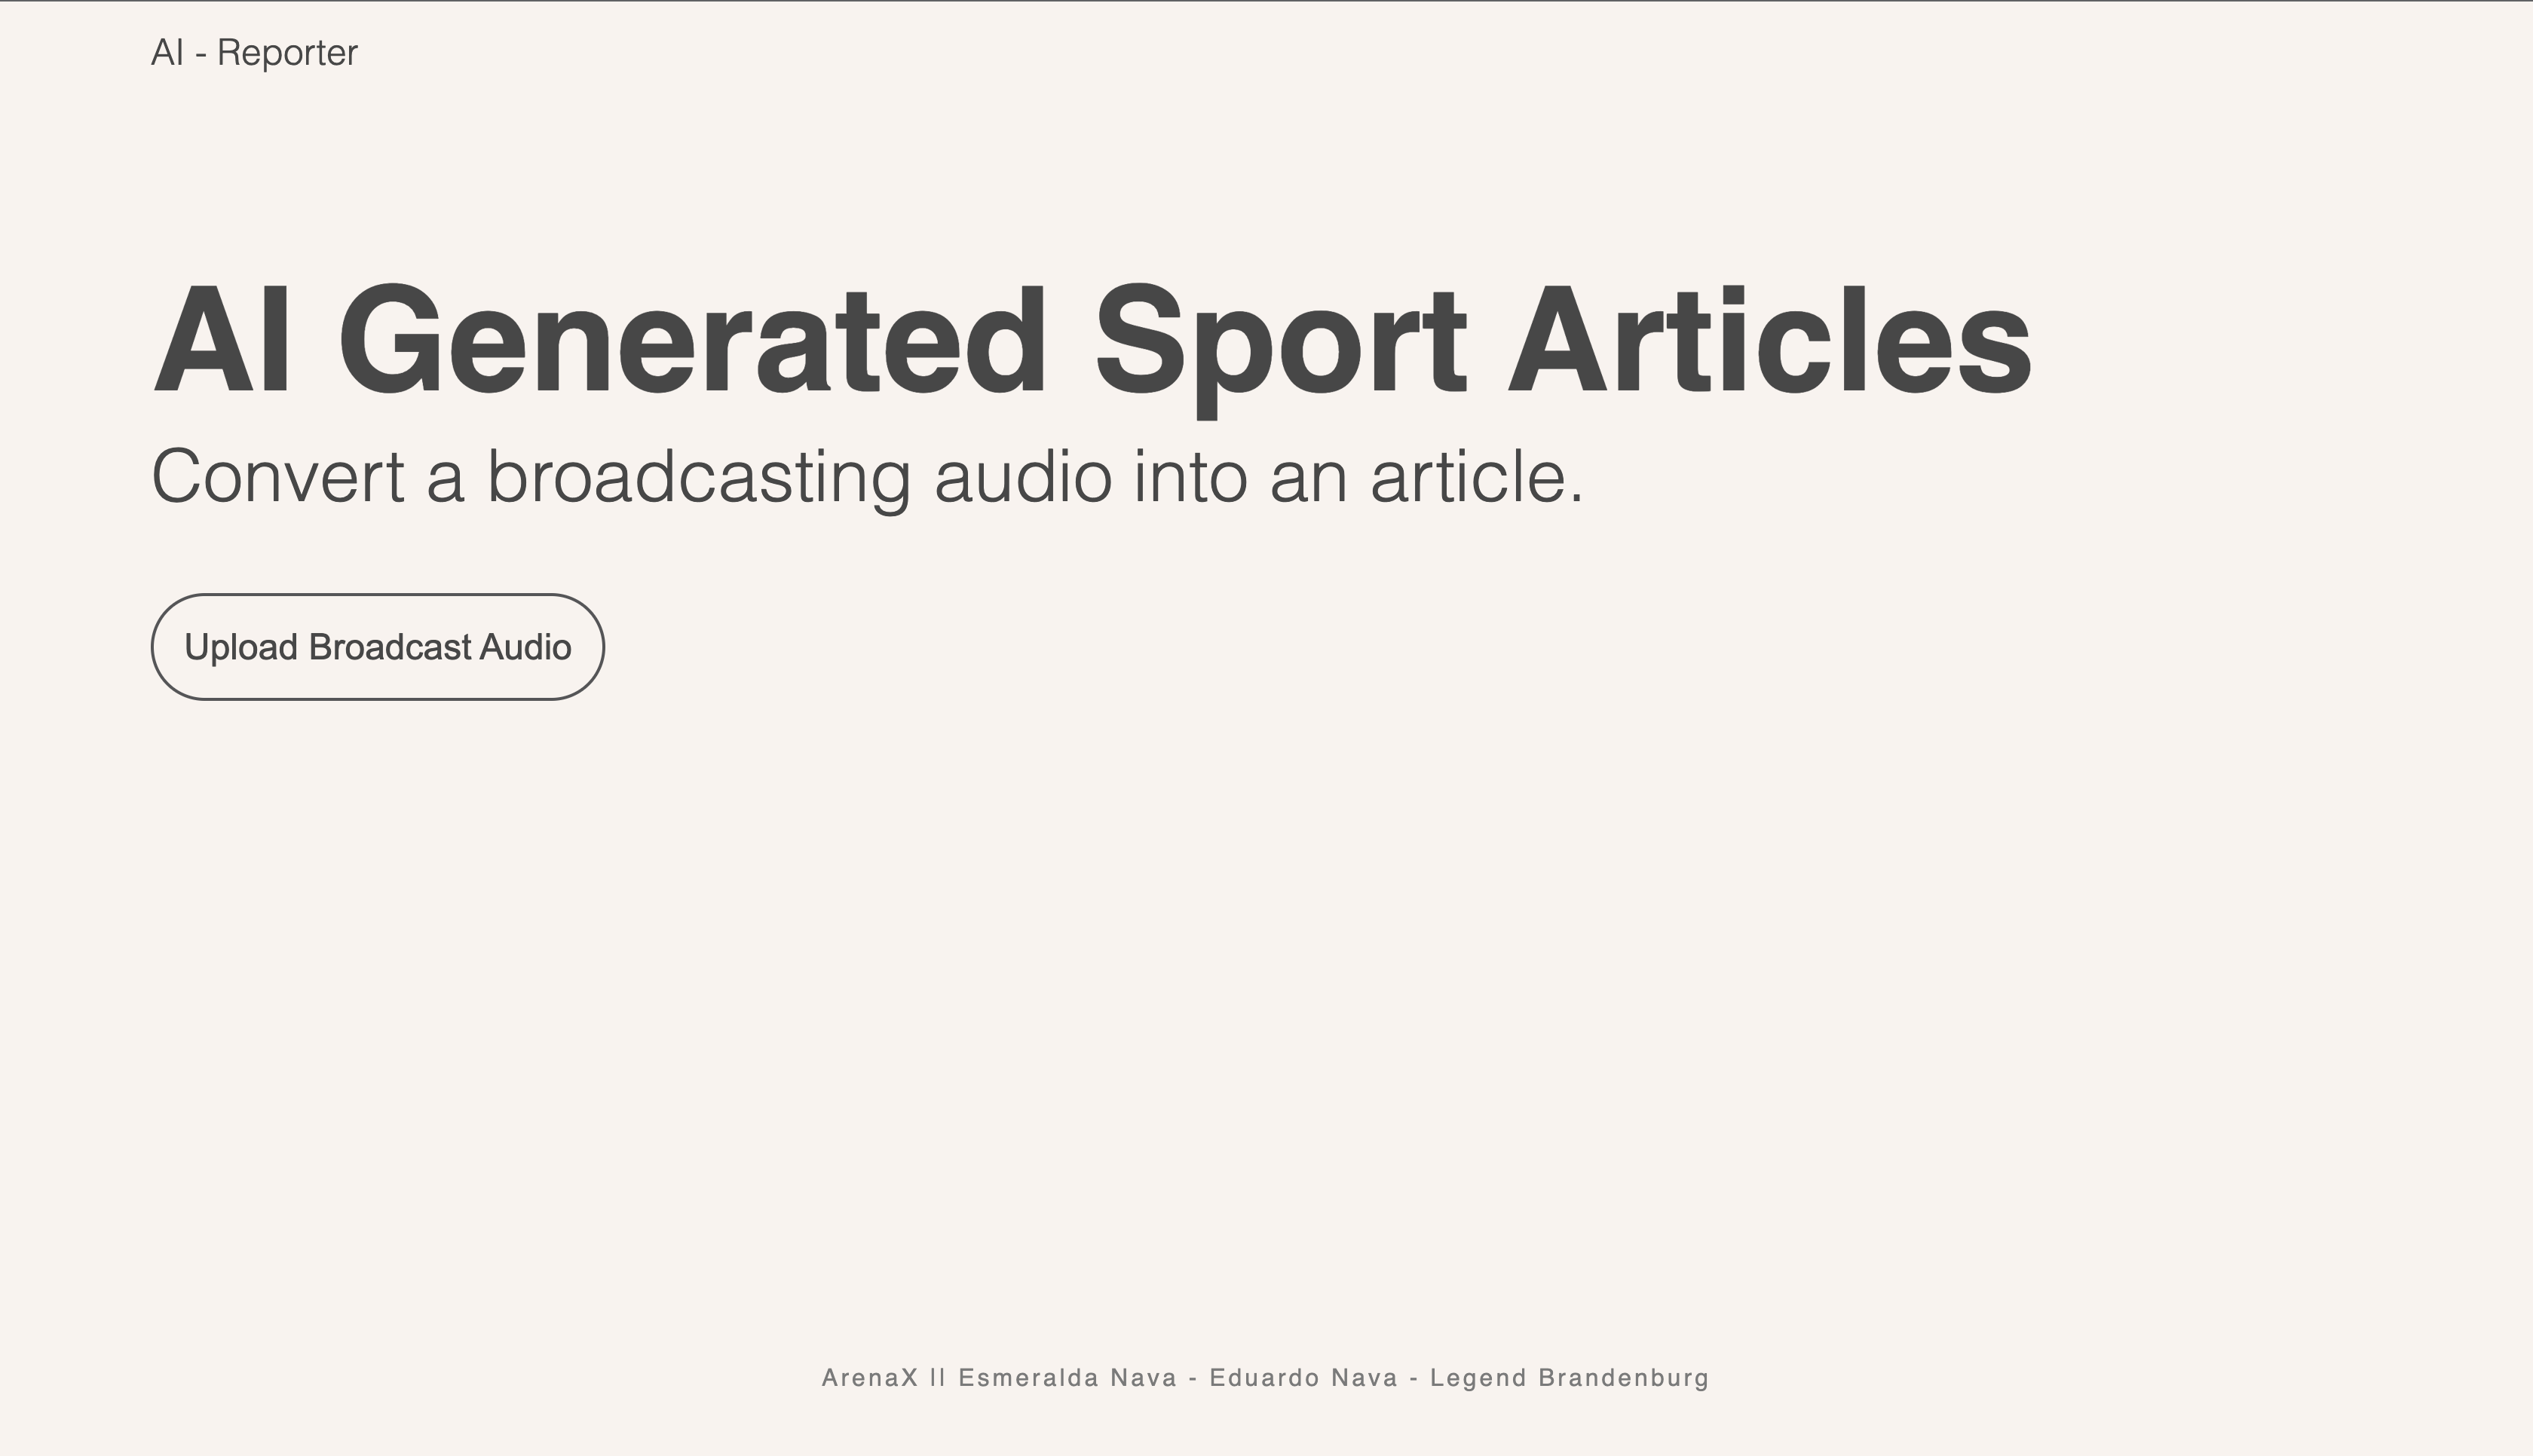 AI - Reporter
AI Generated Sport Articles
Convert a broadcasting audio into an article.
Upload Broadcast Audio
ArenaX || Esmeralda Nava - Eduardo Nava - Legend Brandenburg